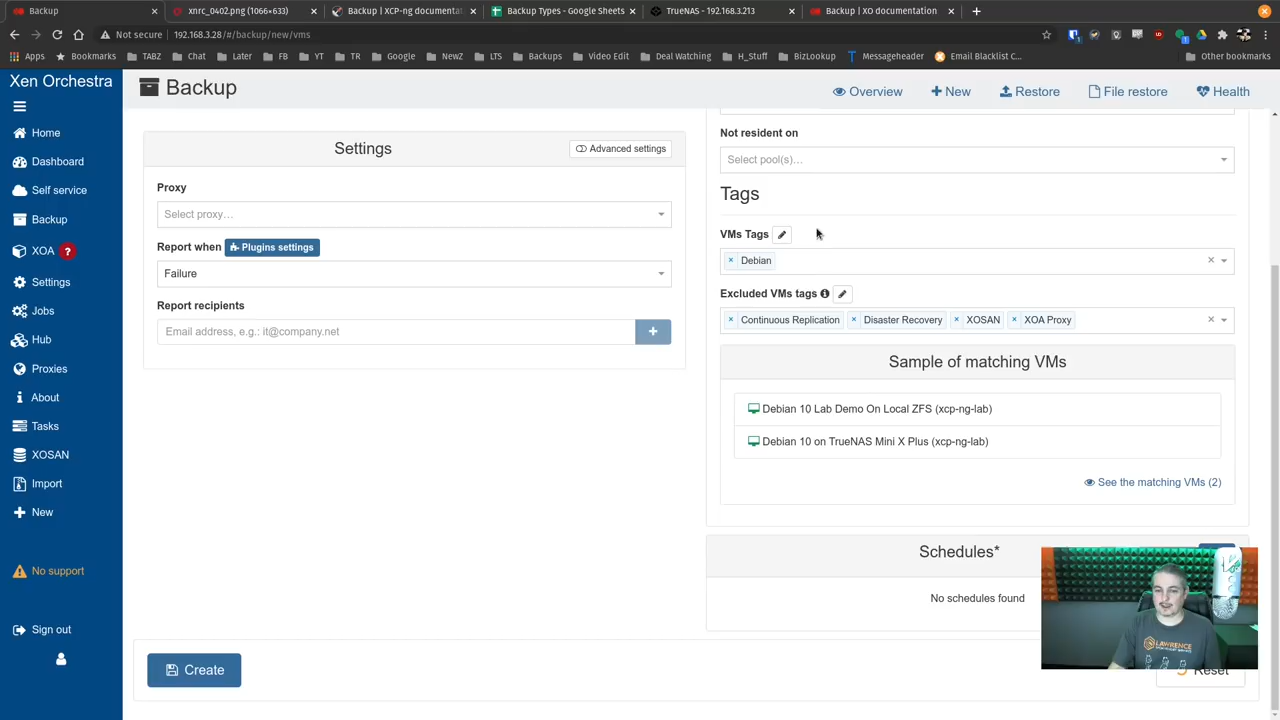 Backup
xnrc_0402.png (1066×633)
Backup | XCP-ng documentat
Backup Types - Google Sheets
TrueNAS - 192.168.3.213
Backup | XO documentation
Not secure | 192.168.3.28/#/backup/new/vms
Apps
Bookmarks
TABZ
Chat
Later
FB
YT
TR
Google
NewZ
LTS
Backups
Video Edit
Deal Watching
H_Stuff
BizLookup
Messageheader
Email Blacklist C...
Other bookmarks
Xen Orchestra
Home
Dashboard
Self service
Backup
XOA ?
Settings
Jobs
Hub
Proxies
About
Tasks
XOSAN
Import
New
No support
Sign out
Backup
Overview
New
Restore
File restore
Health
Settings
Advanced settings
Proxy
Select proxy...
Report when
Plugins settings
Failure
Report recipients
Email address, e.g.: it@company.net
Create
Not resident on
Select pool(s)...
Tags
VMs Tags
× Debian
Excluded VMs tags
× Continuous Replication × Disaster Recovery × XOSAN × XOA Proxy
Sample of matching VMs
Debian 10 Lab Demo On Local ZFS (xcp-ng-lab)
Debian 10 on TrueNAS Mini X Plus (xcp-ng-lab)
See the matching VMs (2)
Schedules*
No schedules found
LAWRENCE
Reset